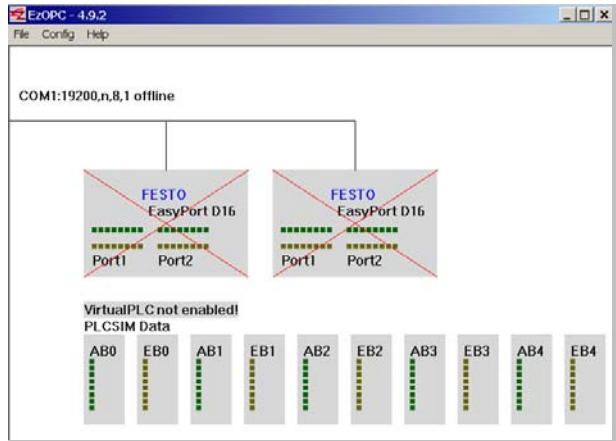 EzOPC - 4.9.2
File Config Help
COM1:19200,n,8,1 offline
FESTO
EasyPort D16
Port1 Port2
FESTO
EasyPort D16
Port1 Port2
VirtualPLC not enabled!
PLCSIM Data
AB0 EB0 AB1 EB1 AB2 EB2 AB3 EB3 AB4 EB4